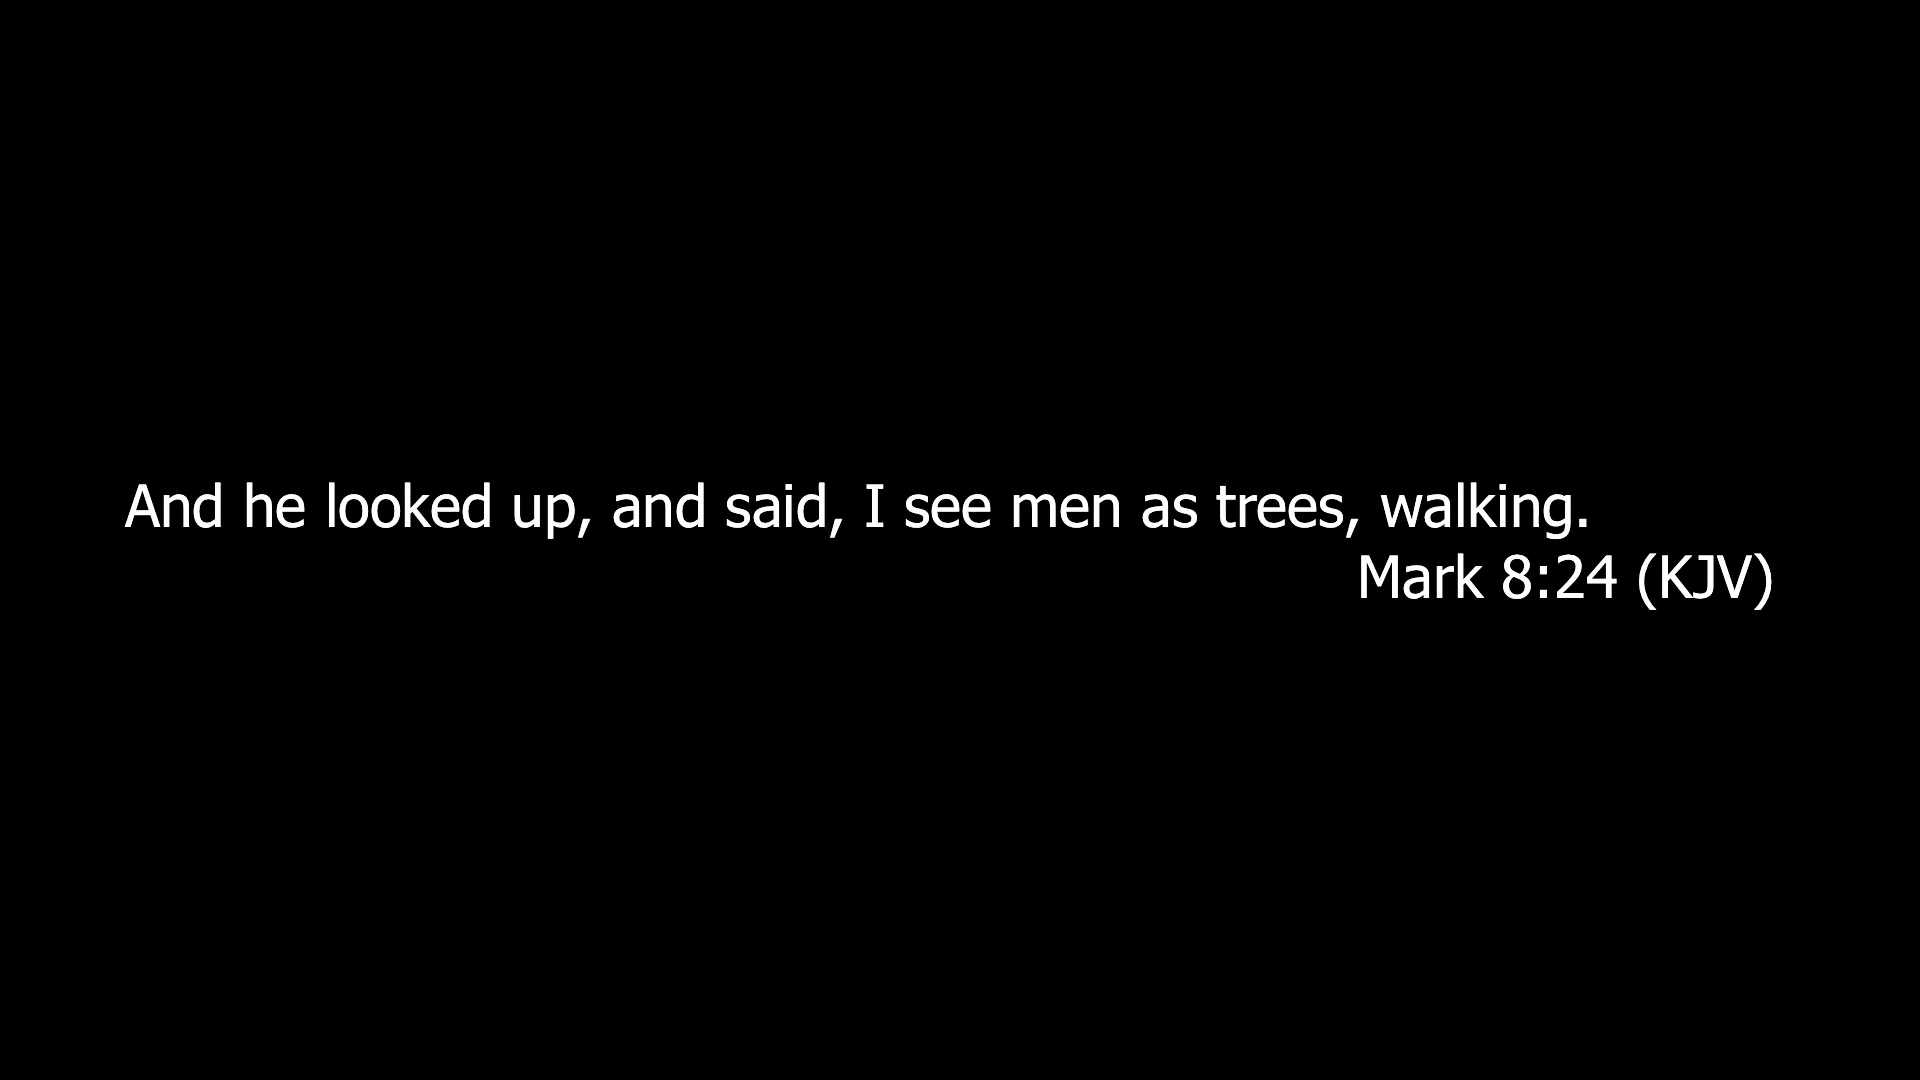 And he looked up, and said, I see men as trees, walking.
Mark 8:24 (KJV)